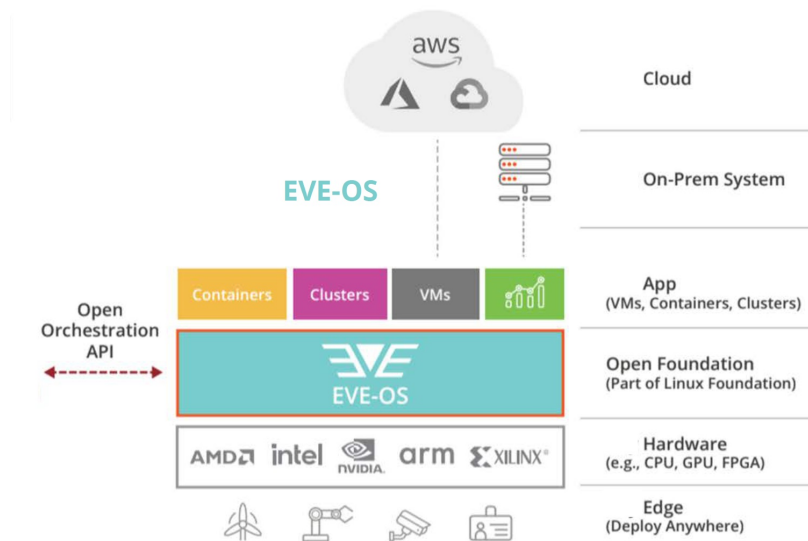 aws
Cloud
On-Prem System
EVE-OS
Containers
Clusters
VMs
App
(VMs, Containers, Clusters)
Open
Orchestration
API
EVE
EVE-OS
Open Foundation
(Part of Linux Foundation)
AMD
intel
NVIDIA.
arm
XILINX®
Hardware
(e.g., CPU, GPU, FPGA)
Edge
(Deploy Anywhere)